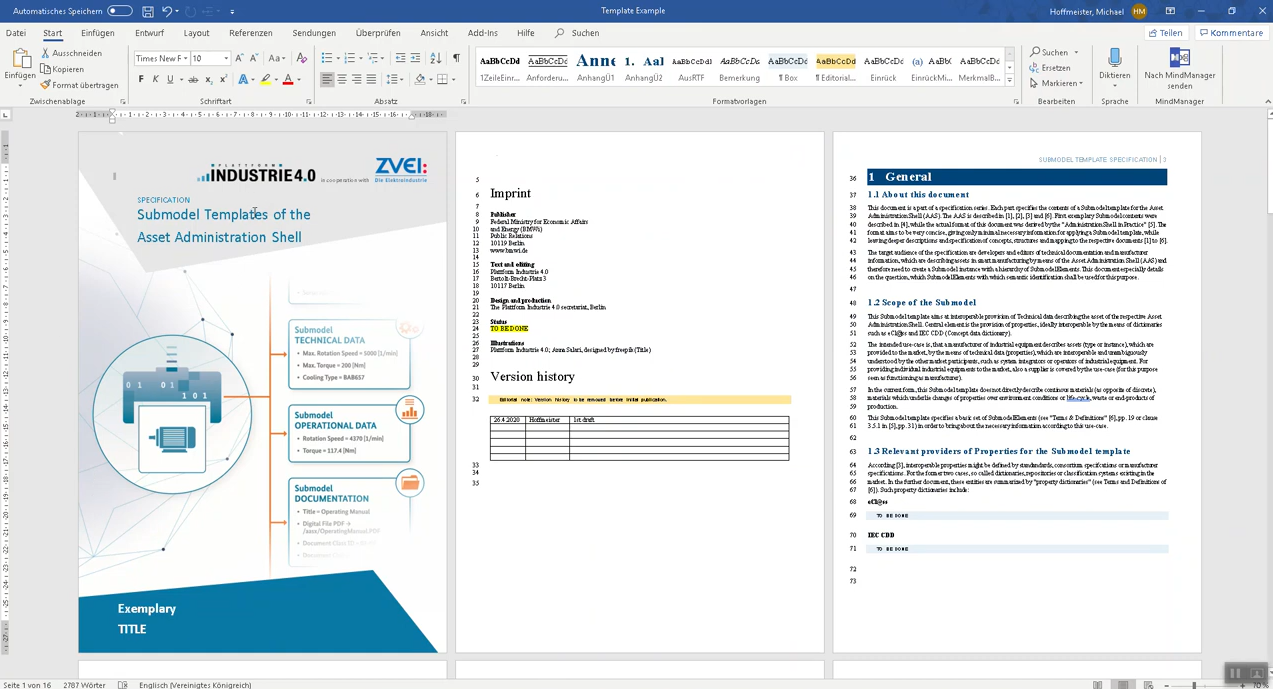 Automatisches Speichern
Template Example
Hoffmeister, Michael HM
Datei Start Einfügen Entwurf Layout Referenzen Sendungen Überprüfen Ansicht Add-Ins Hilfe Suchen
Teilen Kommentare
Einfügen
Ausschneiden
Kopieren
Format übertragen
Zwischenablage
Times New F 10
Schriftart
Absatz
1ZeileEin... Anforderu... AnhangÜ1 AnhangÜ2 AusRTF Bemerkung ¶ Box ¶ Editorial... Einrück EinrückMi... MerkmalB...
Formatvorlagen
Suchen
Ersetzen
Markieren
Bearbeiten
Diktieren
Sprache
Nach MindManager
senden
MindManager
PLATTFORM
INDUSTRIE4.0
in cooperation with
ZVEI:
Die Elektroindustrie
SPECIFICATION
Submodel Templates of the
Asset Administration Shell
Submodel
TECHNICAL DATA
• Max. Rotation Speed = 5000 [1/min]
• Max. Torque = 200 [Nm]
• Cooling Type = BAB657
Submodel
OPERATIONAL DATA
• Rotation Speed = 4370 [1/min]
• Torque = 117,4 [Nm]
Submodel
DOCUMENTATION
• Title = Operating Manual
• Digital File PDF →
/aasx/OperatingManual.PDF
Exemplary
TITLE
5
6 Imprint
7
8 Publisher
9 Federal Ministry for Economic Affairs
10 and Energy (BMWi)
11 Public Relations
12 10119 Berlin
13 www.bmwi.de
14
15 Text and editing
16 Plattform Industrie 4.0
17 Bertolt-Brecht-Platz 3
18 10117 Berlin
19
20 Design and production
21 The Plattform Industrie 4.0 secretariat, Berlin
22
23 Status
24 TO BE DONE
25
26 Illustrations
27 Plattform Industrie 4.0; Anna Salari, designed by freepik (Title)
28
29
30 Version history
31
32 Editorial note: Version history to be removed before initial publication.
26.4.2020 Hoffmeister 1st draft
33
34
35
SUBMODEL TEMPLATE SPECIFICATION | 3
36 1 General
37 1.1 About this document
38 This document is a part of a specification series. Each part specifies the contents of a Submodel template for the Asset
39 Administration Shell (AAS). The AAS is described in [1], [2], [3] and [6]. First exemplary Submodel contents were
40 described in [4], while the actual format of this document was derived by the "Administration Shell in Practice" [5]. The
41 format aims to be very concise, giving only minimal necessary information for applying a Submodel template, while
42 leaving deeper descriptions and specification of concepts, structures and mapping to the respective documents [1] to [6].
43 The target audience of the specification are developers and editors of technical documentation and manufacturer
44 information, which are describing assets in smart manufacturing by means of the Asset Administration Shell (AAS) and
45 therefore need to create a Submodel instance with a hierarchy of SubmodelElements. This document especially details
46 on the question, which SubmodelElements with which semantic identification shall be used for this purpose.
47
48 1.2 Scope of the Submodel
49 This Submodel template aims at interoperable provision of Technical data describing the asset of the respective Asset
50 Administration Shell. Central element is the provision of properties, ideally interoperable by the means of dictionaries
51 such as eCl@ss and IEC CDD (Concept data dictionary).
52 The intended use-case is, that a manufacturer of industrial equipment describes assets (type or instance), which are
53 provided to the market, by the means of technical data (properties), which are interoperable and unambiguously
54 understood by the other market participants, such as system integrators or operators of industrial equipment. For
55 providing individual industrial equipments to the market, also a supplier is covered by the use-cases (for this purpose
56 seen as functioning as manufacturer).
57 In the current form, this Submodel template does not directly describe continous materials (as opposite of discrete),
58 materials which underlie changes of properties over environment conditions or life-cycle, waste or end-products of
59 production.
60 This Submodel template specifies a basic set of SubmodelElements (see "Terms & Definitions" [6], pp. 19 or clause
61 3.5.1 in [5], pp. 31) in order to bring about the necessary information according to this use-case.
62
63 1.3 Relevant providers of Properties for the Submodel template
64 According [3], interoperable properties might be defined by standsards, consortium specifications or manufacturer
65 specifications. For the former two cases, so called dictionaries, repositories or classification systems existing in the
66 market. In the further document, these entities are summarized by "property dictionaries" (see Terms and Definitions of
67 [6]). Such property dictionaries include:
68 eCl@ss
69 TO BE DONE
70 IEC CDD
71 TO BE DONE
72
73
Seite 1 von 16 2787 Wörter Englisch (Vereinigtes Königreich)
70 %